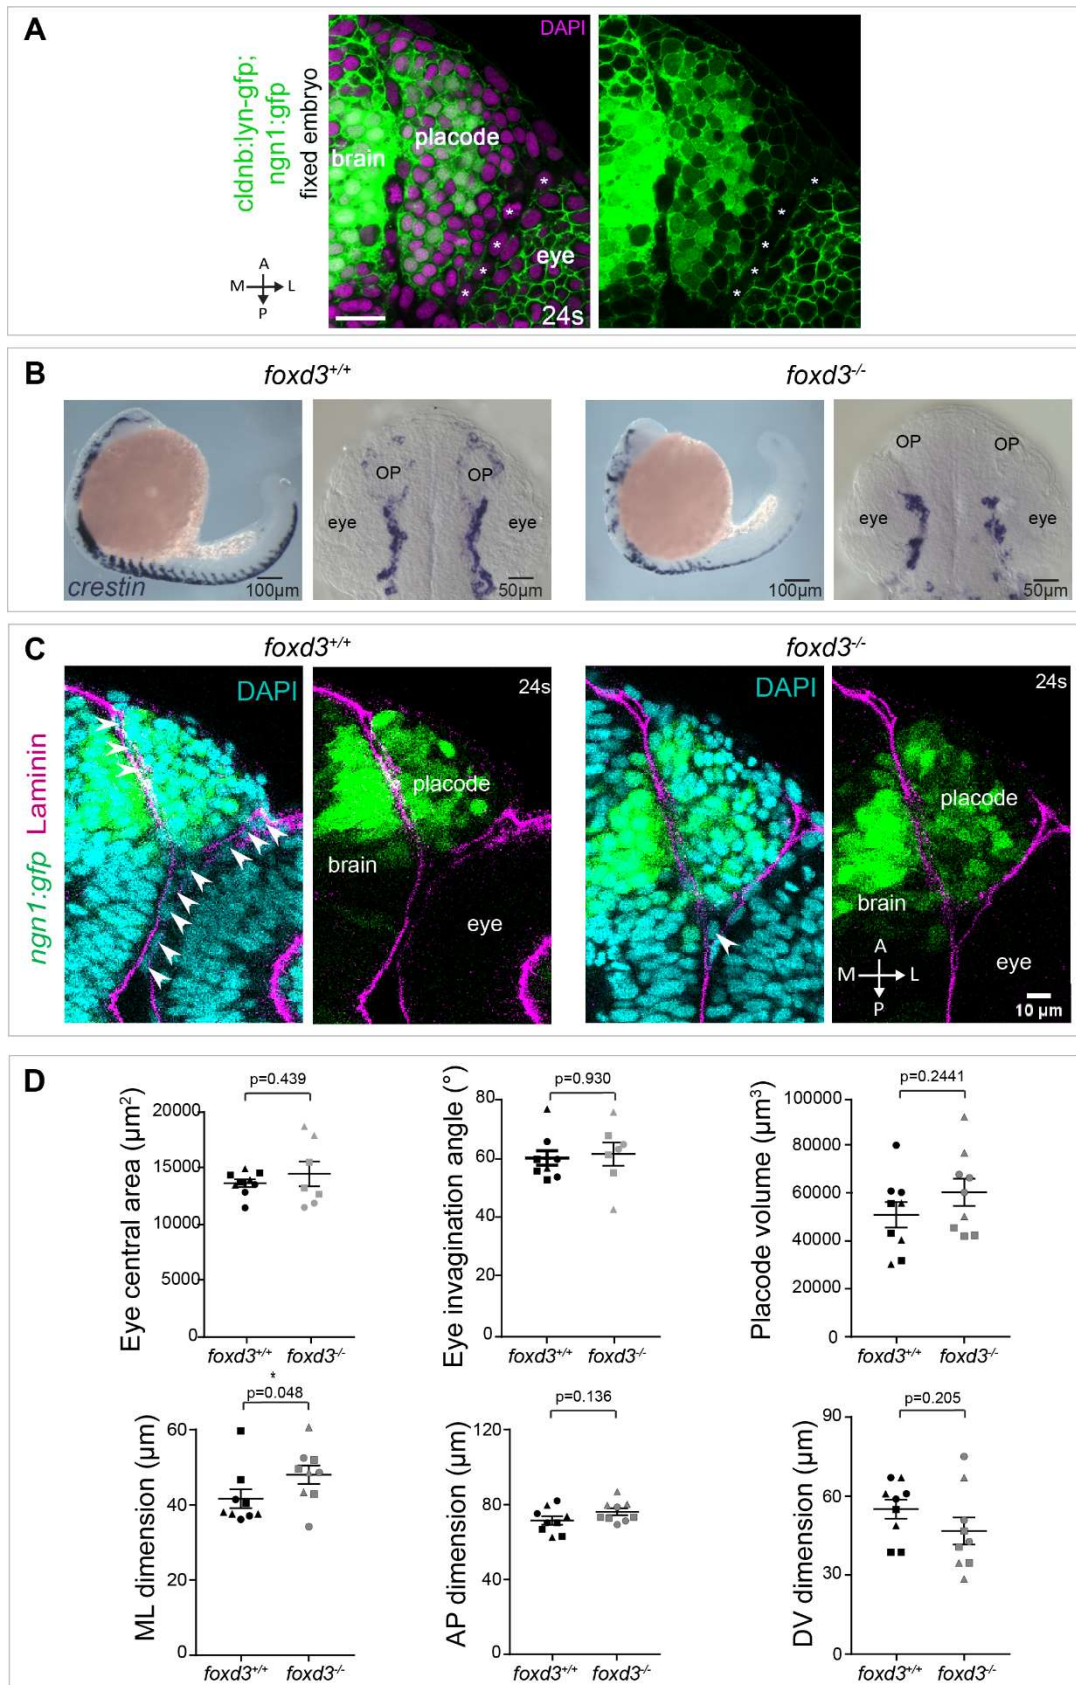 A
cldnb:lyn-gfp;
ngn1:gfp
fixed embryo
A
M L
P
DAPI
placode
brain
*
*
*
*
*
eye
24s
*
*
*
*
*
B
foxd3+/+
foxd3-/-
crestin
100µm
OP
OP
eye
eye
50µm
100µm
OP
OP
eye
eye
50µm
C
foxd3+/+
foxd3-/-
ngn1:gfp Laminin
DAPI
24s
placode
brain
eye
DAPI
24s
placode
brain
A
M L
P
eye
10 µm
D
p=0.439
Eye central area (µm²)
20000
15000
10000
5000
0
foxd3+/+
foxd3-/-
p=0.930
Eye invagination angle (°)
80
60
40
20
0
foxd3+/+
foxd3-/-
p=0.2441
Placode volume (µm³)
100000
80000
60000
40000
20000
0
foxd3+/+
foxd3-/-
*
p=0.048
ML dimension (µm)
60
40
20
0
foxd3+/+
foxd3-/-
p=0.136
AP dimension (µm)
120
80
40
0
foxd3+/+
foxd3-/-
p=0.205
DV dimension (µm)
90
60
30
0
foxd3+/+
foxd3-/-